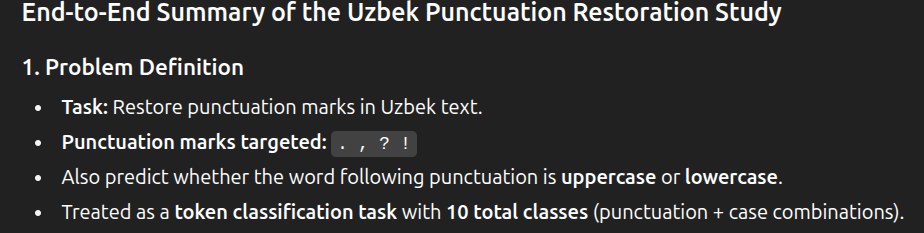 End-to-End Summary of the Uzbek Punctuation Restoration Study
1. Problem Definition
• Task: Restore punctuation marks in Uzbek text.
• Punctuation marks targeted: . , ? !
• Also predict whether the word following punctuation is uppercase or lowercase.
• Treated as a token classification task with 10 total classes (punctuation + case combinations).